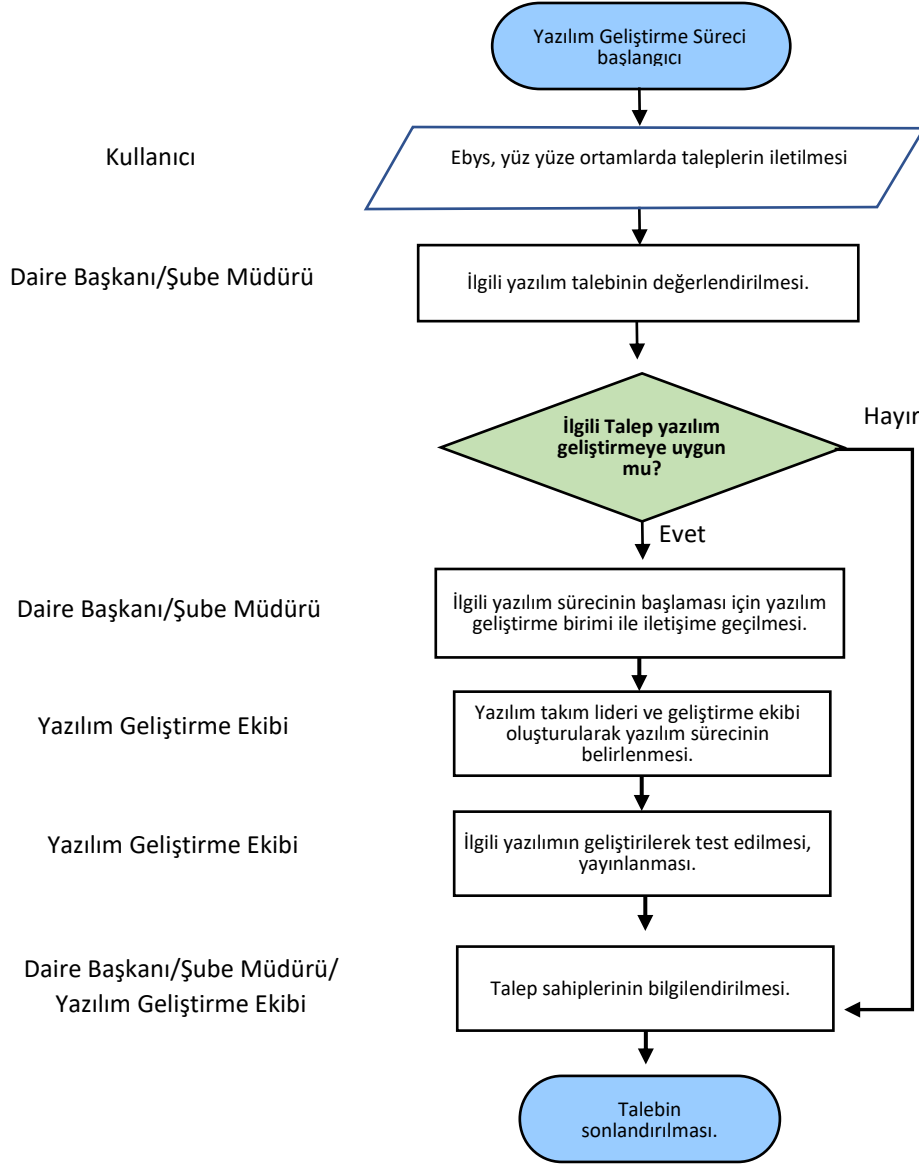 Yazılım Geliştirme Süreci
başlangıcı
Kullanıcı
Ebys, yüz yüze ortamlarda taleplerin iletilmesi
Daire Başkanı/Şube Müdürü
İlgili yazılım talebinin değerlendirilmesi.
İlgili Talep yazılım
geliştirmeye uygun
mu?
Hayır
Evet
Daire Başkanı/Şube Müdürü
İlgili yazılım sürecinin başlaması için yazılım
geliştirme birimi ile iletişime geçilmesi.
Yazılım Geliştirme Ekibi
Yazılım takım lideri ve geliştirme ekibi
oluşturularak yazılım sürecinin
belirlenmesi.
Yazılım Geliştirme Ekibi
İlgili yazılımın geliştirilerek test edilmesi,
yayınlanması.
Daire Başkanı/Şube Müdürü/
Yazılım Geliştirme Ekibi
Talep sahiplerinin bilgilendirilmesi.
Talebin
sonlandırılması.